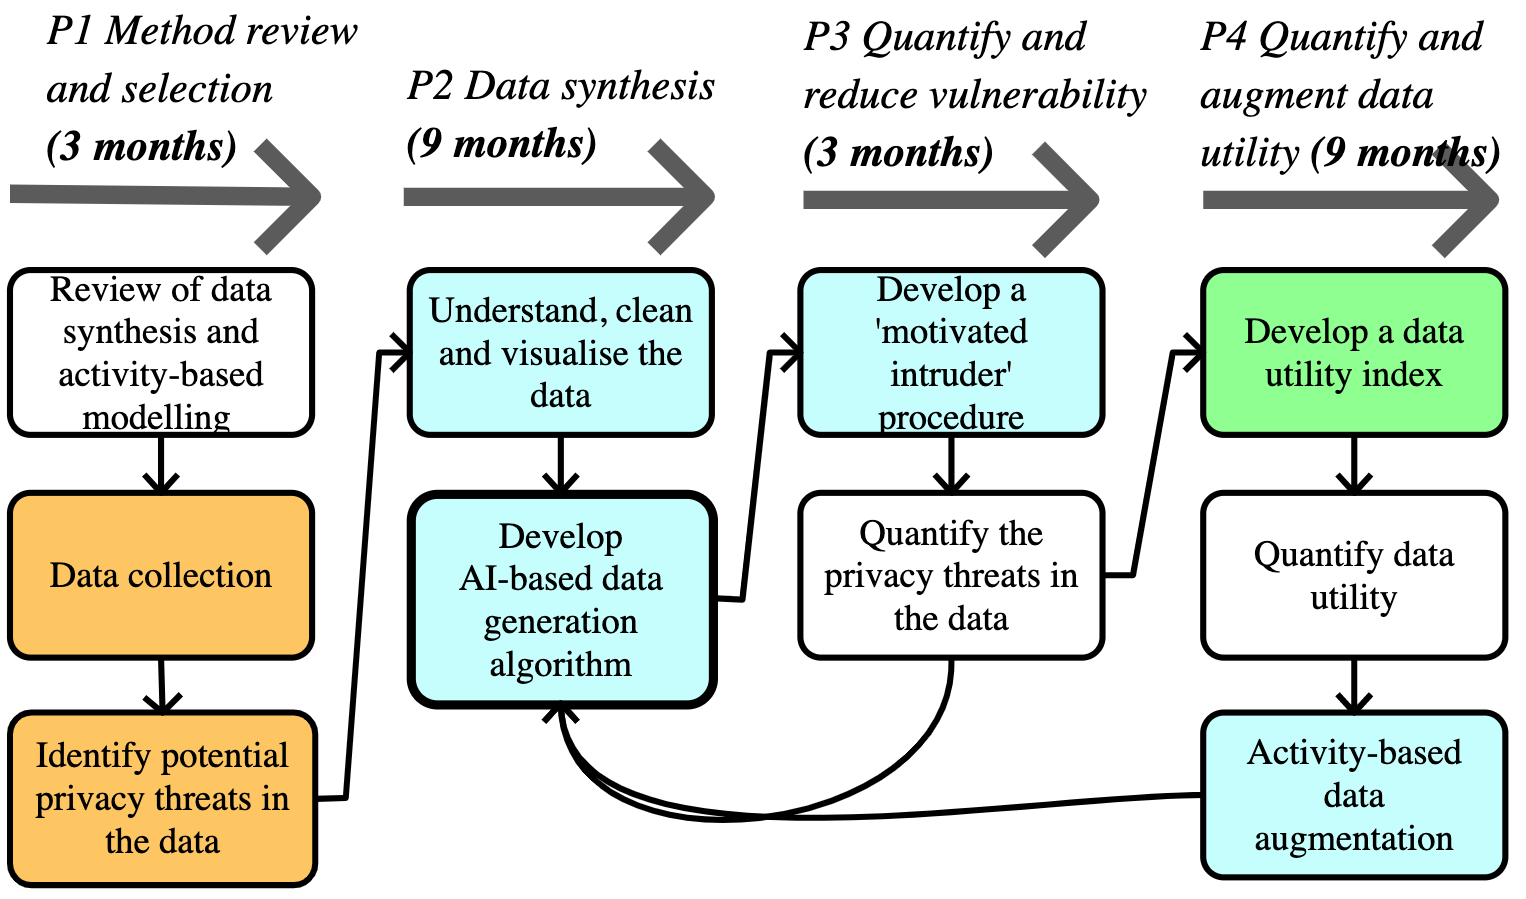 P1 Method review
and selection
(3 months)
P2 Data synthesis
(9 months)
P3 Quantify and
reduce vulnerability
(3 months)
P4 Quantify and
augment data
utility (9 months)
Review of data
synthesis and
activity-based
modelling
Data collection
Identify potential
privacy threats in
the data
Understand, clean
and visualise the
data
Develop
AI-based data
generation
algorithm
Develop a
'motivated
intruder'
procedure
Quantify the
privacy threats in
the data
Develop a data
utility index
Quantify data
utility
Activity-based
data
augmentation